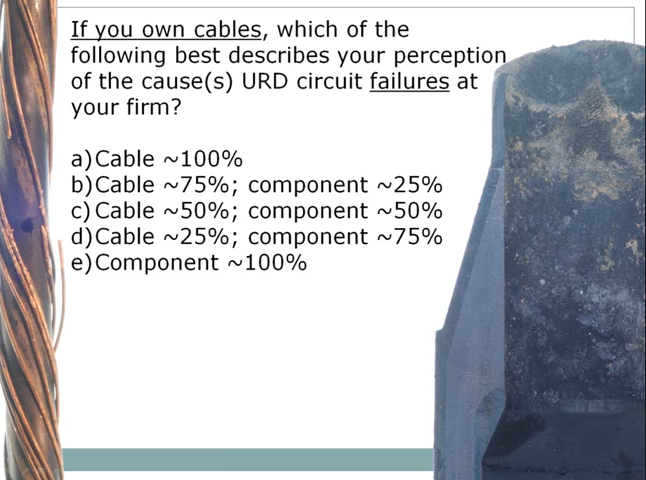 If you own cables, which of the
following best describes your perception
of the cause(s) URD circuit failures at
your firm?
a)Cable ~100%
b)Cable ~75%; component ~25%
c)Cable ~50%; component ~50%
d)Cable ~25%; component ~75%
e)Component ~100%